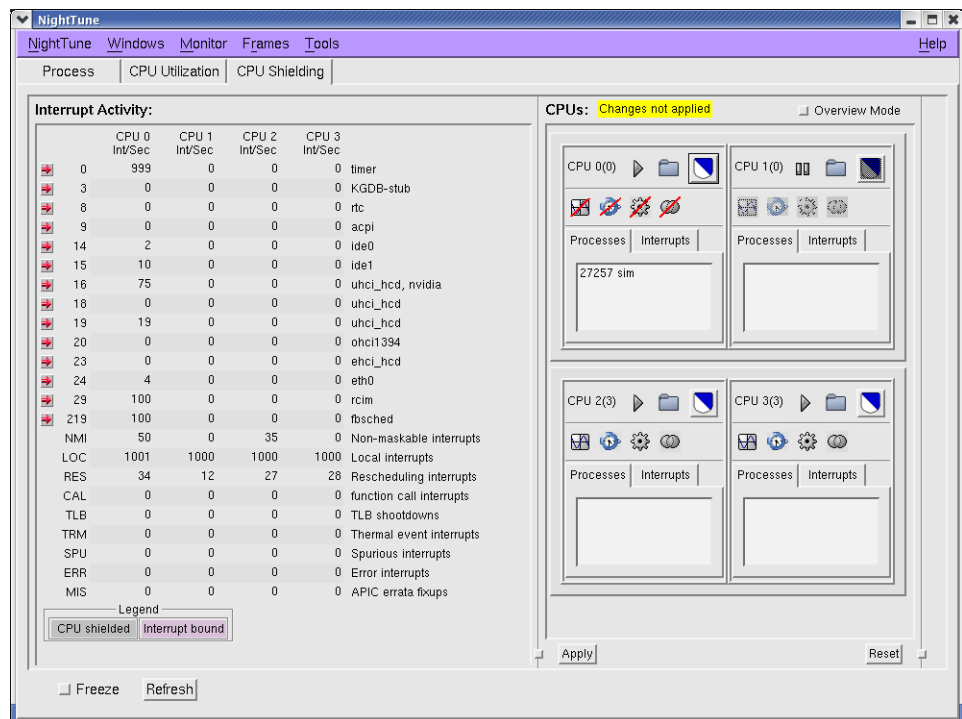 NightTune
NightTune Windows Monitor Frames Tools Help
Process CPU Utilization CPU Shielding
Interrupt Activity:
CPU 0 CPU 1 CPU 2 CPU 3
Int/Sec Int/Sec Int/Sec Int/Sec
0 999 0 0 0 timer
3 0 0 0 0 KGDB-stub
8 0 0 0 0 rtc
9 0 0 0 0 acpi
14 2 0 0 0 ide0
15 10 0 0 0 ide1
16 75 0 0 0 uhci_hcd, nvidia
18 0 0 0 0 uhci_hcd
19 19 0 0 0 uhci_hcd
20 0 0 0 0 ohci1394
23 0 0 0 0 ehci_hcd
24 4 0 0 0 eth0
29 100 0 0 0 rcim
219 100 0 0 0 fbsched
NMI 50 0 35 0 Non-maskable interrupts
LOC 1001 1000 1000 1000 Local interrupts
RES 34 12 27 28 Rescheduling interrupts
CAL 0 0 0 0 function call interrupts
TLB 0 0 0 0 TLB shootdowns
TRM 0 0 0 0 Thermal event interrupts
SPU 0 0 0 0 Spurious interrupts
ERR 0 0 0 0 Error interrupts
MIS 0 0 0 0 APIC errata fixups
Legend
CPU shielded Interrupt bound
CPUs: Changes not applied Overview Mode
CPU 0(0) CPU 1(0)
Processes Interrupts Processes Interrupts
27257 sim
CPU 2(3) CPU 3(3)
Processes Interrupts Processes Interrupts
Apply Reset
Freeze Refresh